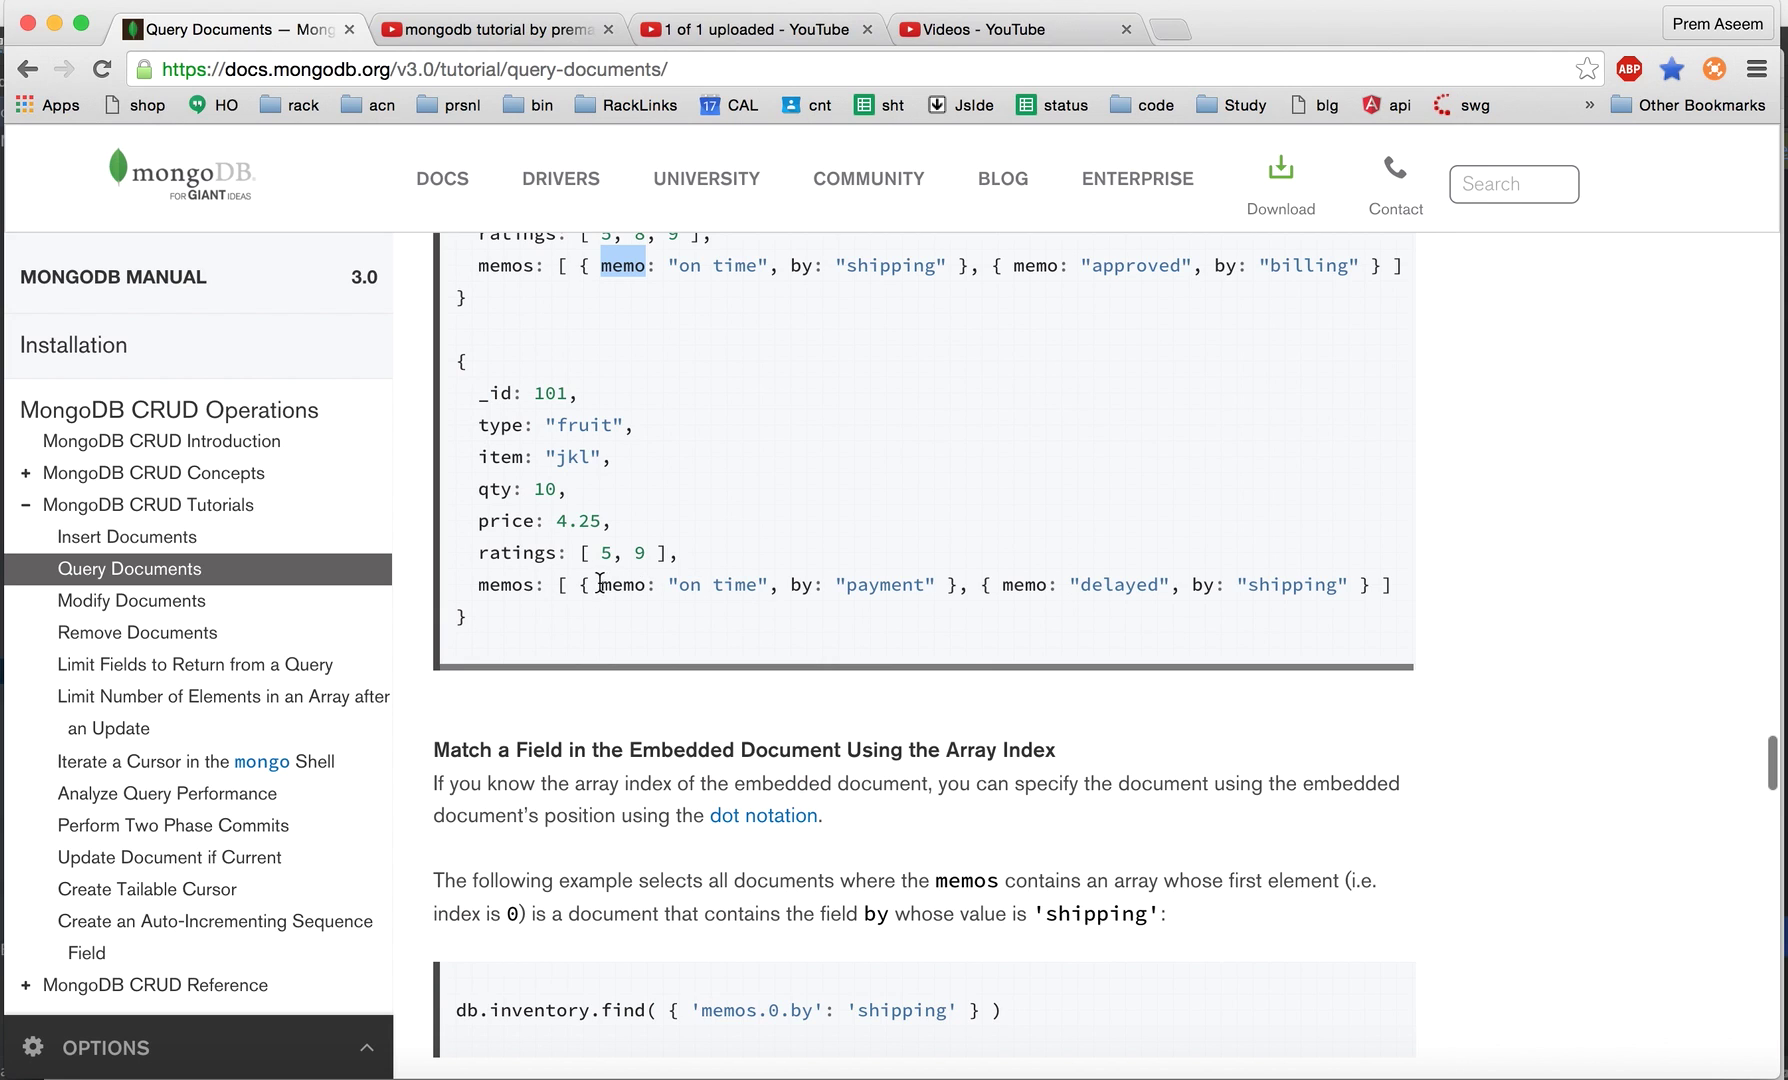 Query Documents — Mong
mongodb tutorial by prema
1 of 1 uploaded - YouTube
Videos - YouTube
Prem Aseem
https://docs.mongodb.org/v3.0/tutorial/query-documents/
ABP
Apps shop HO rack acn prsnl bin RackLinks 17 CAL cnt sht JsIde status code Study blg api swg » Other Bookmarks
mongoDB.
FOR GIANT IDEAS
DOCS DRIVERS UNIVERSITY COMMUNITY BLOG ENTERPRISE
Download
Contact
Search
MONGODB MANUAL 3.0
Installation
MongoDB CRUD Operations
MongoDB CRUD Introduction
+ MongoDB CRUD Concepts
− MongoDB CRUD Tutorials
Insert Documents
Query Documents
Modify Documents
Remove Documents
Limit Fields to Return from a Query
Limit Number of Elements in an Array after
an Update
Iterate a Cursor in the mongo Shell
Analyze Query Performance
Perform Two Phase Commits
Update Document if Current
Create Tailable Cursor
Create an Auto-Incrementing Sequence
Field
+ MongoDB CRUD Reference
OPTIONS
ratings: [ 5, 8, 9 ],
memos: [ { memo: "on time", by: "shipping" }, { memo: "approved", by: "billing" } ]
}
{
_id: 101,
type: "fruit",
item: "jkl",
qty: 10,
price: 4.25,
ratings: [ 5, 9 ],
memos: [ { memo: "on time", by: "payment" }, { memo: "delayed", by: "shipping" } ]
}
Match a Field in the Embedded Document Using the Array Index
If you know the array index of the embedded document, you can specify the document using the embedded
document's position using the dot notation.
The following example selects all documents where the memos contains an array whose first element (i.e.
index is 0) is a document that contains the field by whose value is 'shipping':
db.inventory.find( { 'memos.0.by': 'shipping' } )